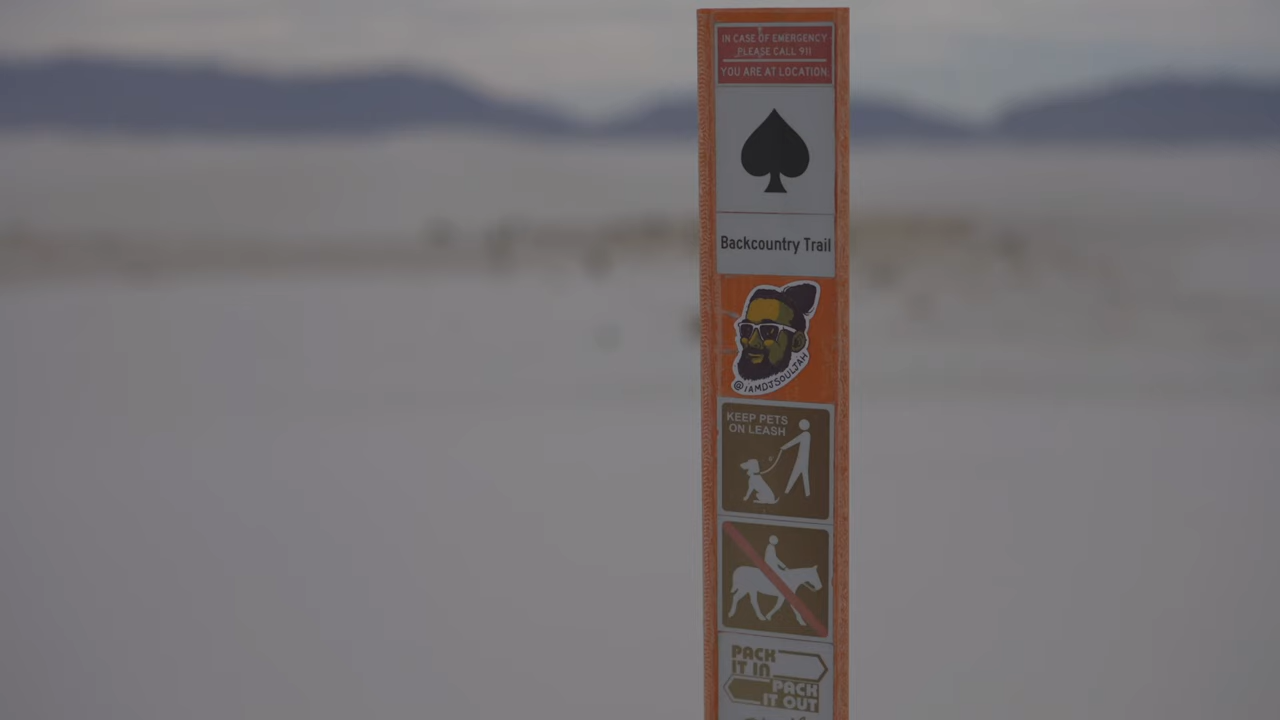 IN CASE OF EMERGENCY
PLEASE CALL 911
YOU ARE AT LOCATION.
Backcountry Trail
@IAMDJSOULJAH
KEEP PETS
ON LEASH
PACK
IT IN
PACK
IT OUT